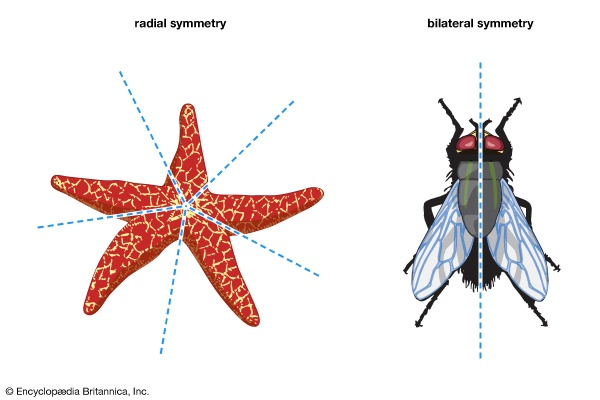 radial symmetry
bilateral symmetry
© Encyclopædia Britannica, Inc.